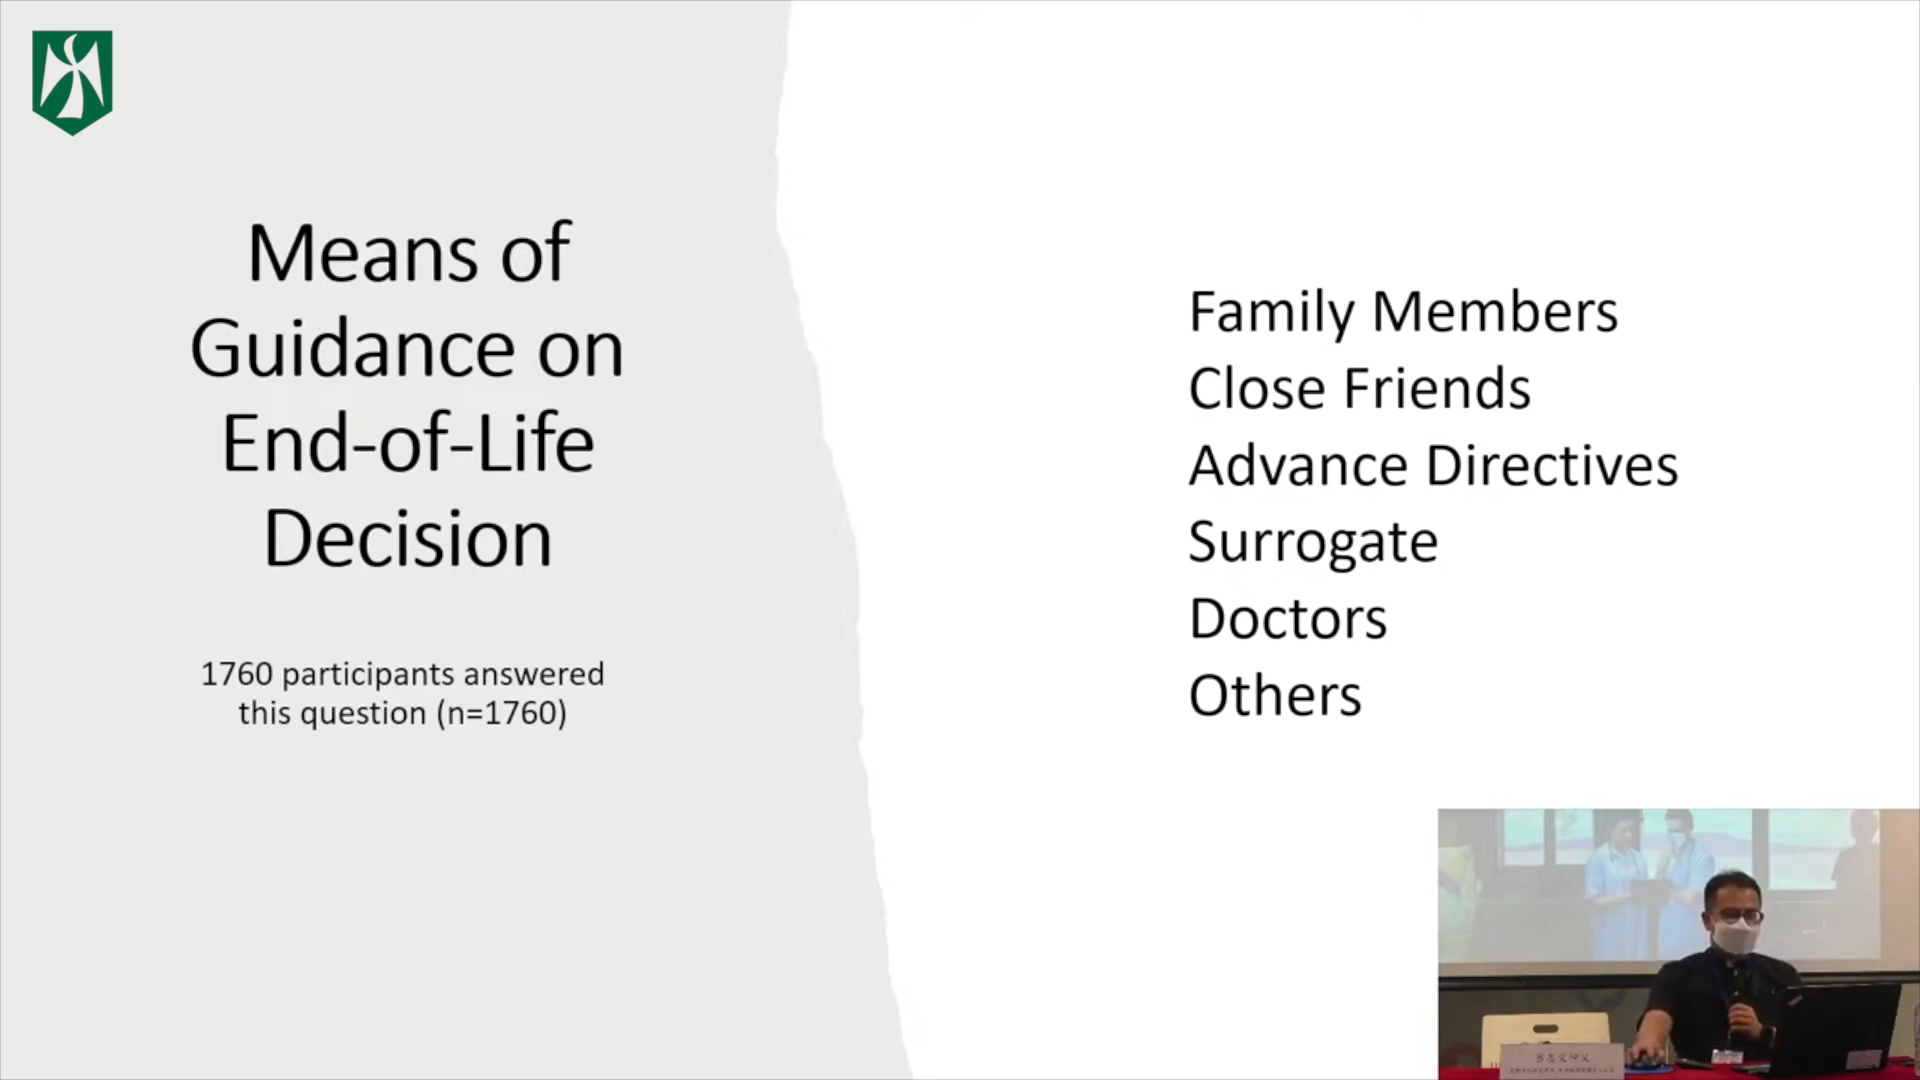 Means of
Guidance on
End-of-Life
Decision
1760 participants answered
this question (n=1760)
Family Members
Close Friends
Advance Directives
Surrogate
Doctors
Others